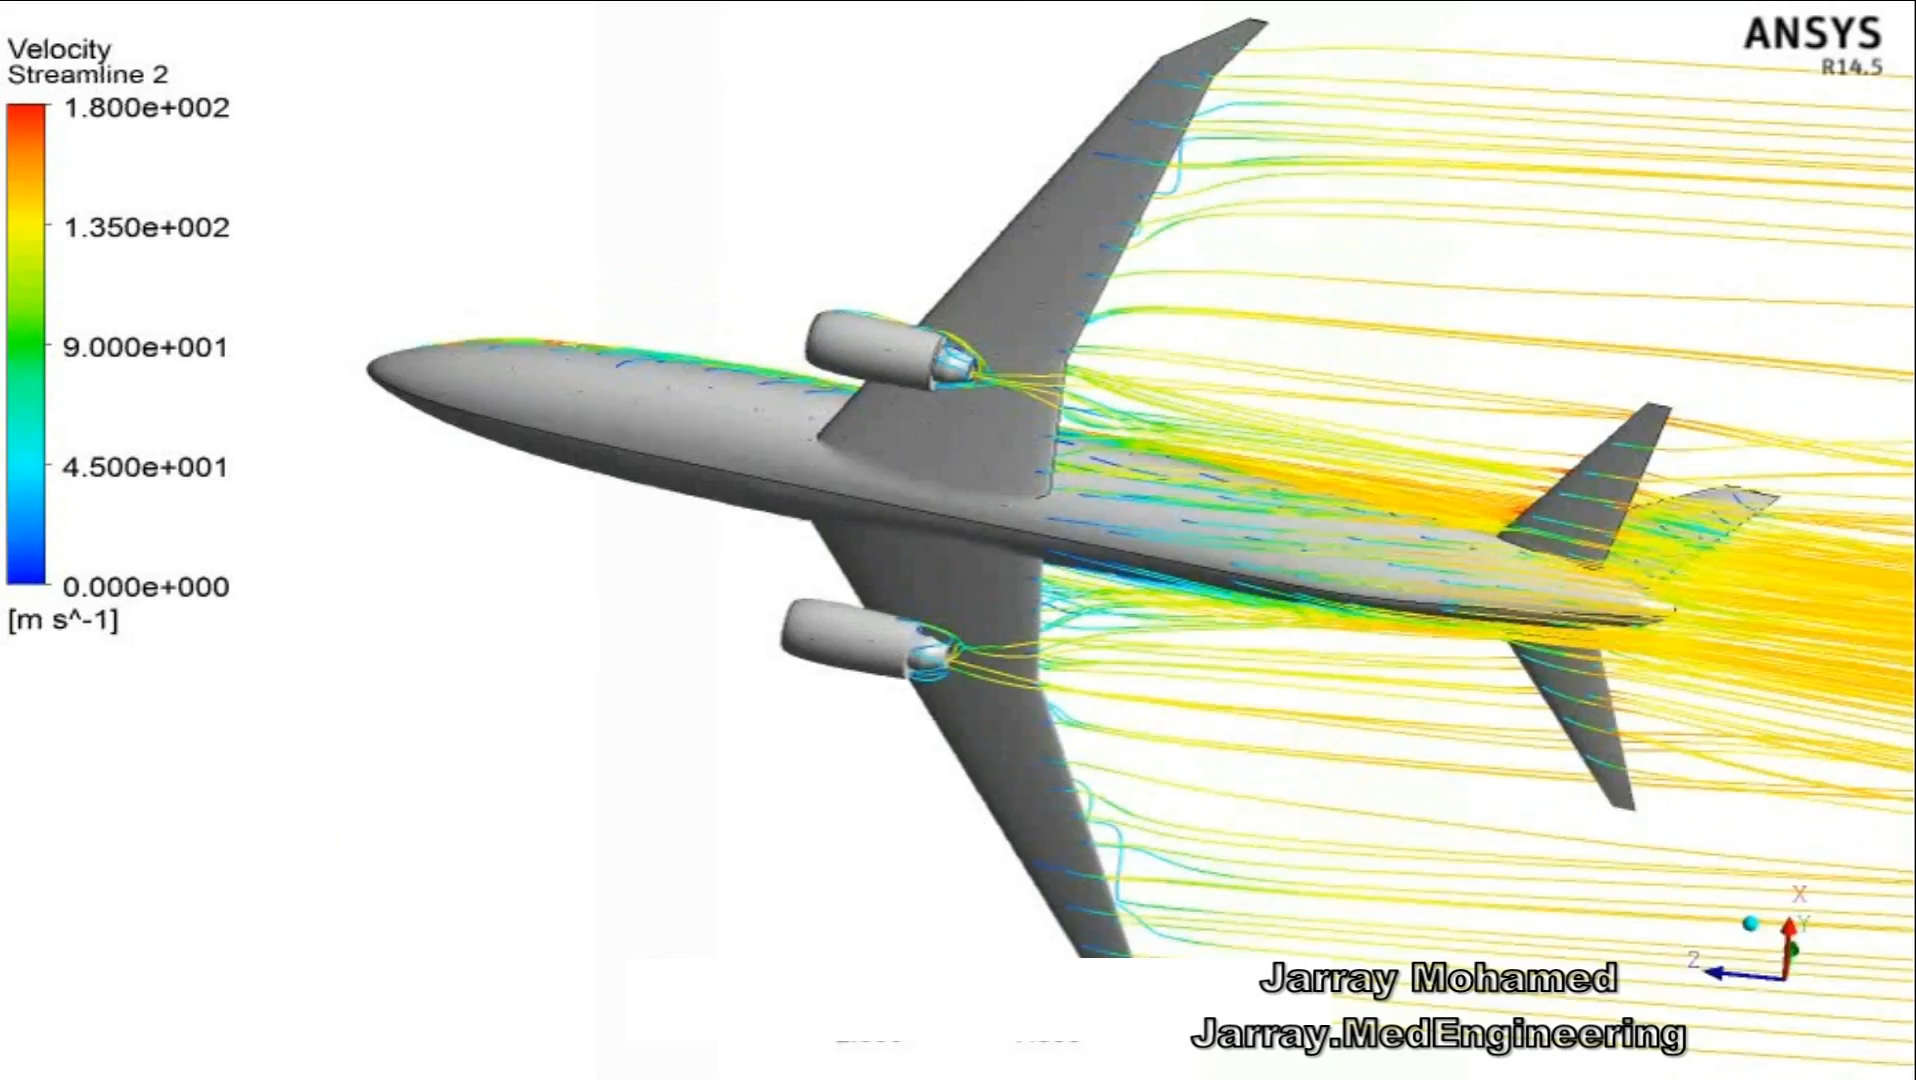 Velocity
Streamline 2
1.800e+002
1.350e+002
9.000e+001
4.500e+001
0.000e+000
[m s^-1]
ANSYS
R14.5
X
Y
Z
Jarray Mohamed
Jarray.MedEngineering